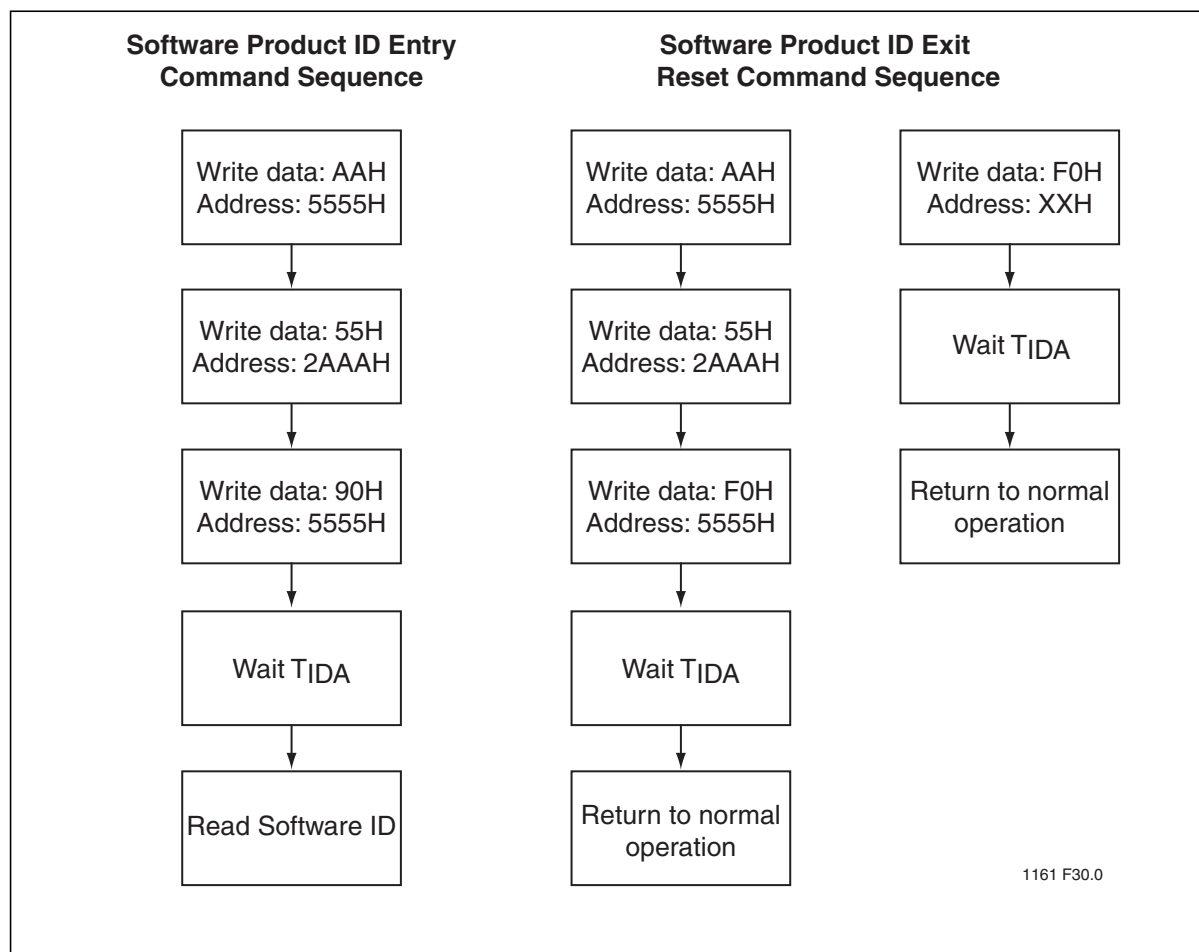 Software Product ID Entry
Command Sequence
Write data: AAH
Address: 5555H
Write data: 55H
Address: 2AAAH
Write data: 90H
Address: 5555H
Wait TIDA
Read Software ID
Software Product ID Exit
Reset Command Sequence
Write data: AAH
Address: 5555H
Write data: 55H
Address: 2AAAH
Write data: F0H
Address: 5555H
Wait TIDA
Return to normal
operation
Write data: F0H
Address: XXH
Wait TIDA
Return to normal
operation
1161 F30.0